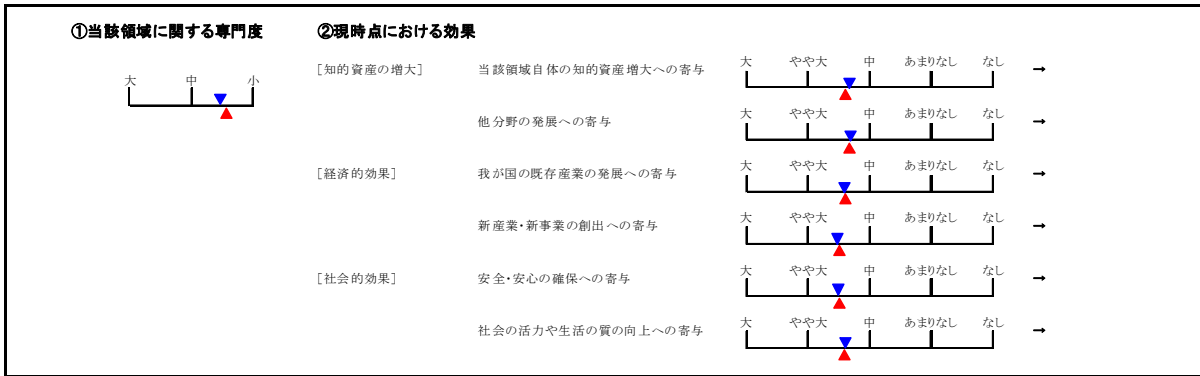 ①当該領域に関する専門度 ②現時点における効果
大 中 小
[知的資産の増大] 当該領域自体の知的資産増大への寄与 大 やや大 中 あまりなし なし →
他分野の発展への寄与 大 やや大 中 あまりなし なし →
[経済的効果] 我が国の既存産業の発展への寄与 大 やや大 中 あまりなし なし →
新産業・新事業の創出への寄与 大 やや大 中 あまりなし なし →
[社会的効果] 安全・安心の確保への寄与 大 やや大 中 あまりなし なし →
社会の活力や生活の質の向上への寄与 大 やや大 中 あまりなし なし →